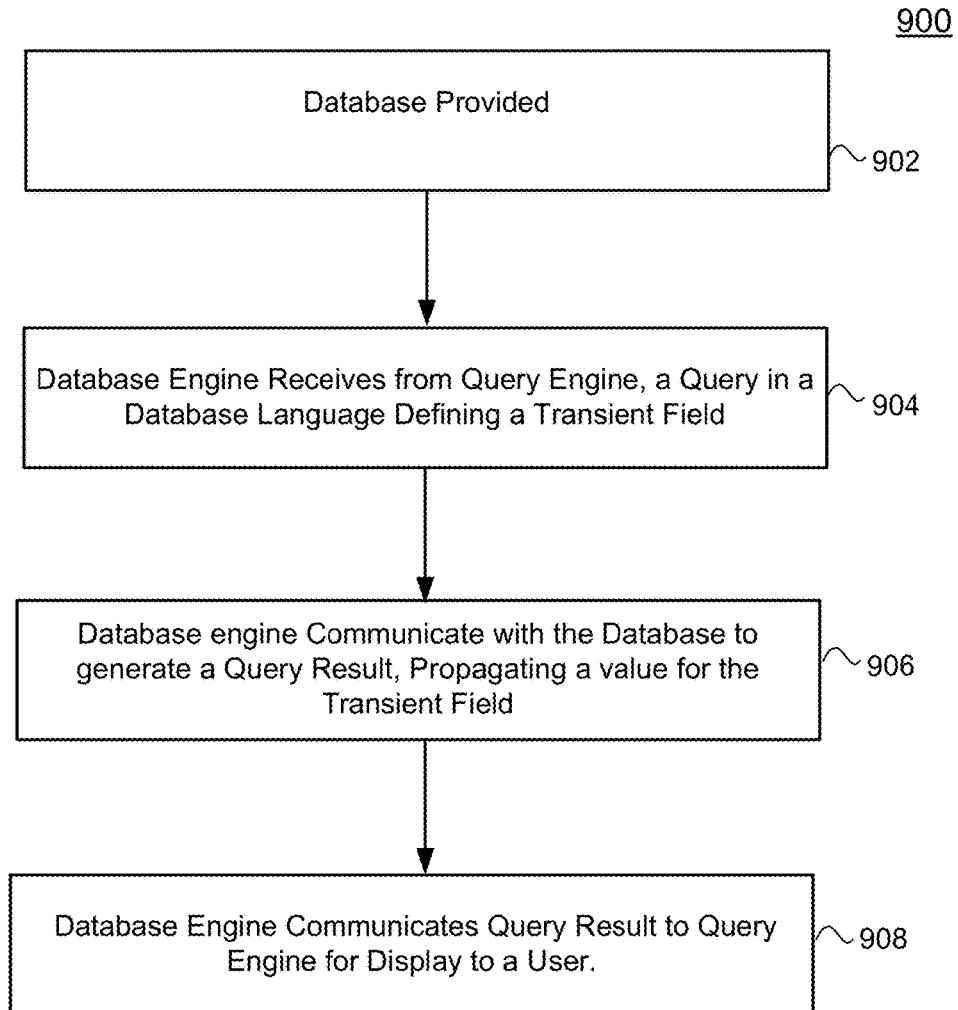 900
Database Provided
902
Database Engine Receives from Query Engine, a Query in a
Database Language Defining a Transient Field
904
Database engine Communicate with the Database to
generate a Query Result, Propagating a value for the
Transient Field
906
Database Engine Communicates Query Result to Query
Engine for Display to a User.
908